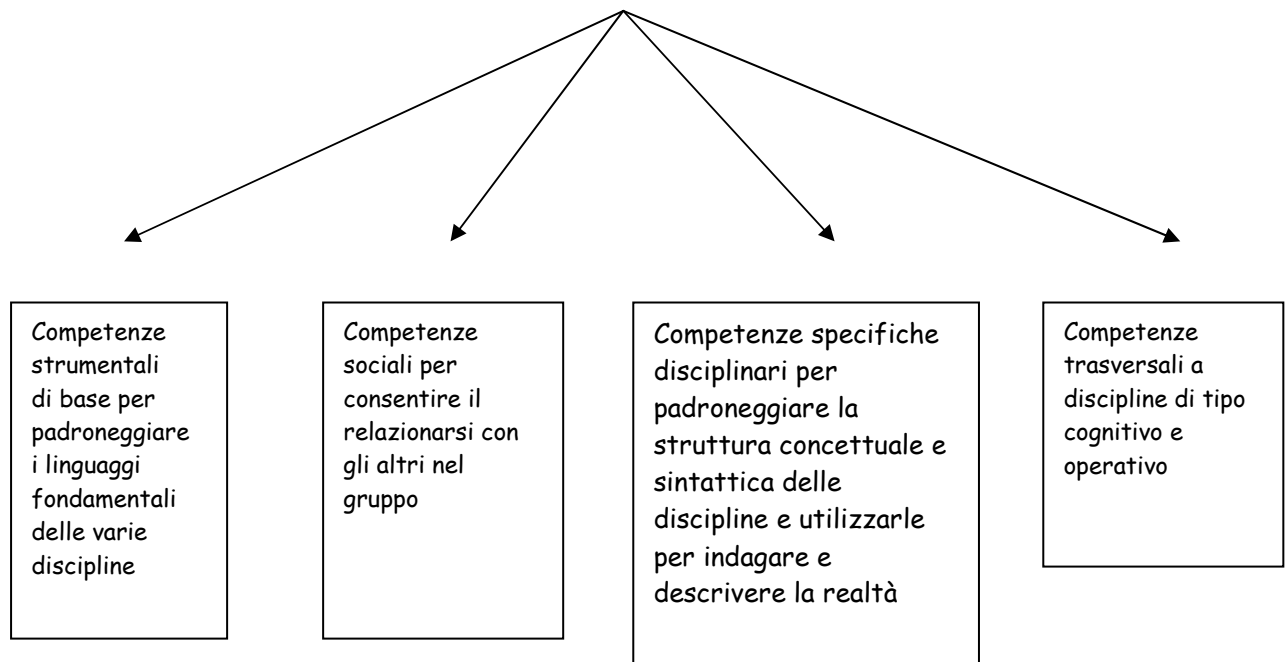 Competenze
strumentali
di base per
padroneggiare
i linguaggi
fondamentali
delle varie
discipline
Competenze
sociali per
consentire il
relazionarsi con
gli altri nel
gruppo
Competenze specifiche
disciplinari per
padroneggiare la
struttura concettuale e
sintattica delle
discipline e utilizzarle
per indagare e
descrivere la realtà
Competenze
trasversali a
discipline di tipo
cognitivo e
operativo